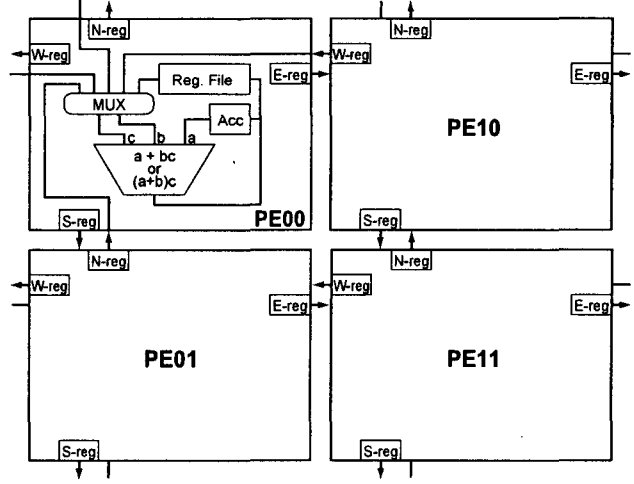 N-reg
W-reg
Reg. File
E-reg
MUX
Acc
c b a
a + bc
or
(a+b)c
S-reg
PE00
N-reg
W-reg
E-reg
PE10
S-reg
N-reg
W-reg
E-reg
PE01
S-reg
N-reg
W-reg
E-reg
PE11
S-reg